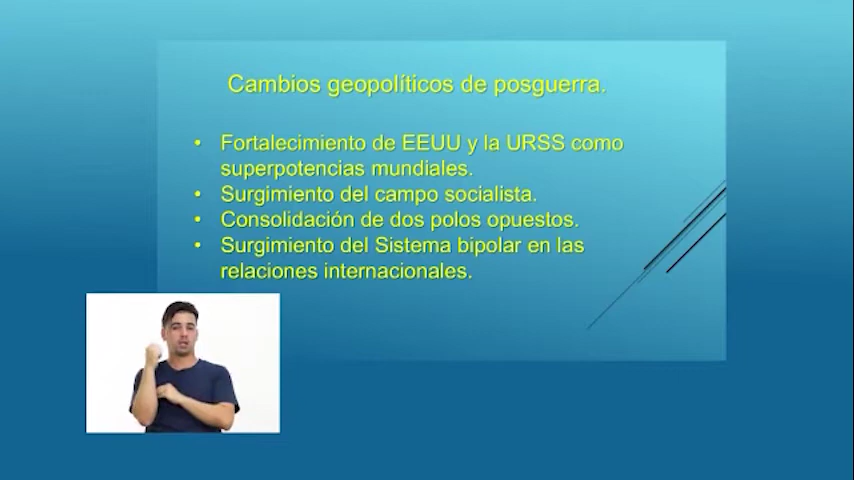 Cambios geopolíticos de posguerra.
• Fortalecimiento de EEUU y la URSS como
superpotencias mundiales.
• Surgimiento del campo socialista.
• Consolidación de dos polos opuestos.
• Surgimiento del Sistema bipolar en las
relaciones internacionales.